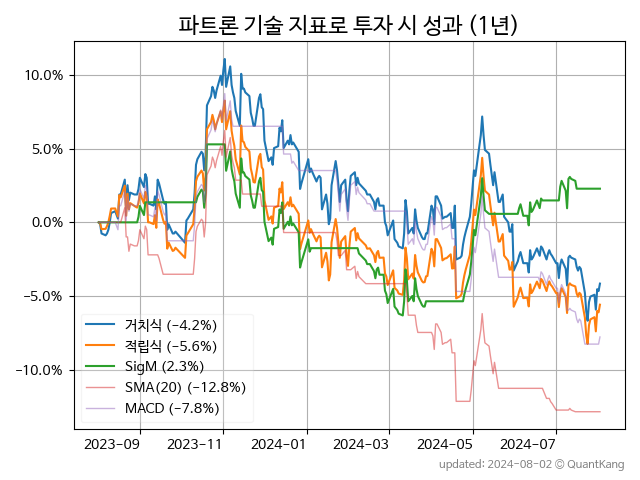 파트론 기술 지표로 투자 시 성과 (1년)
10.0%
5.0%
0.0%
−5.0%
−10.0%
거치식 (−4.2%)
적립식 (−5.6%)
SigM (2.3%)
SMA(20) (−12.8%)
MACD (−7.8%)
2023-09 2023-11 2024-01 2024-03 2024-05 2024-07
updated: 2024-08-02 © QuantKang